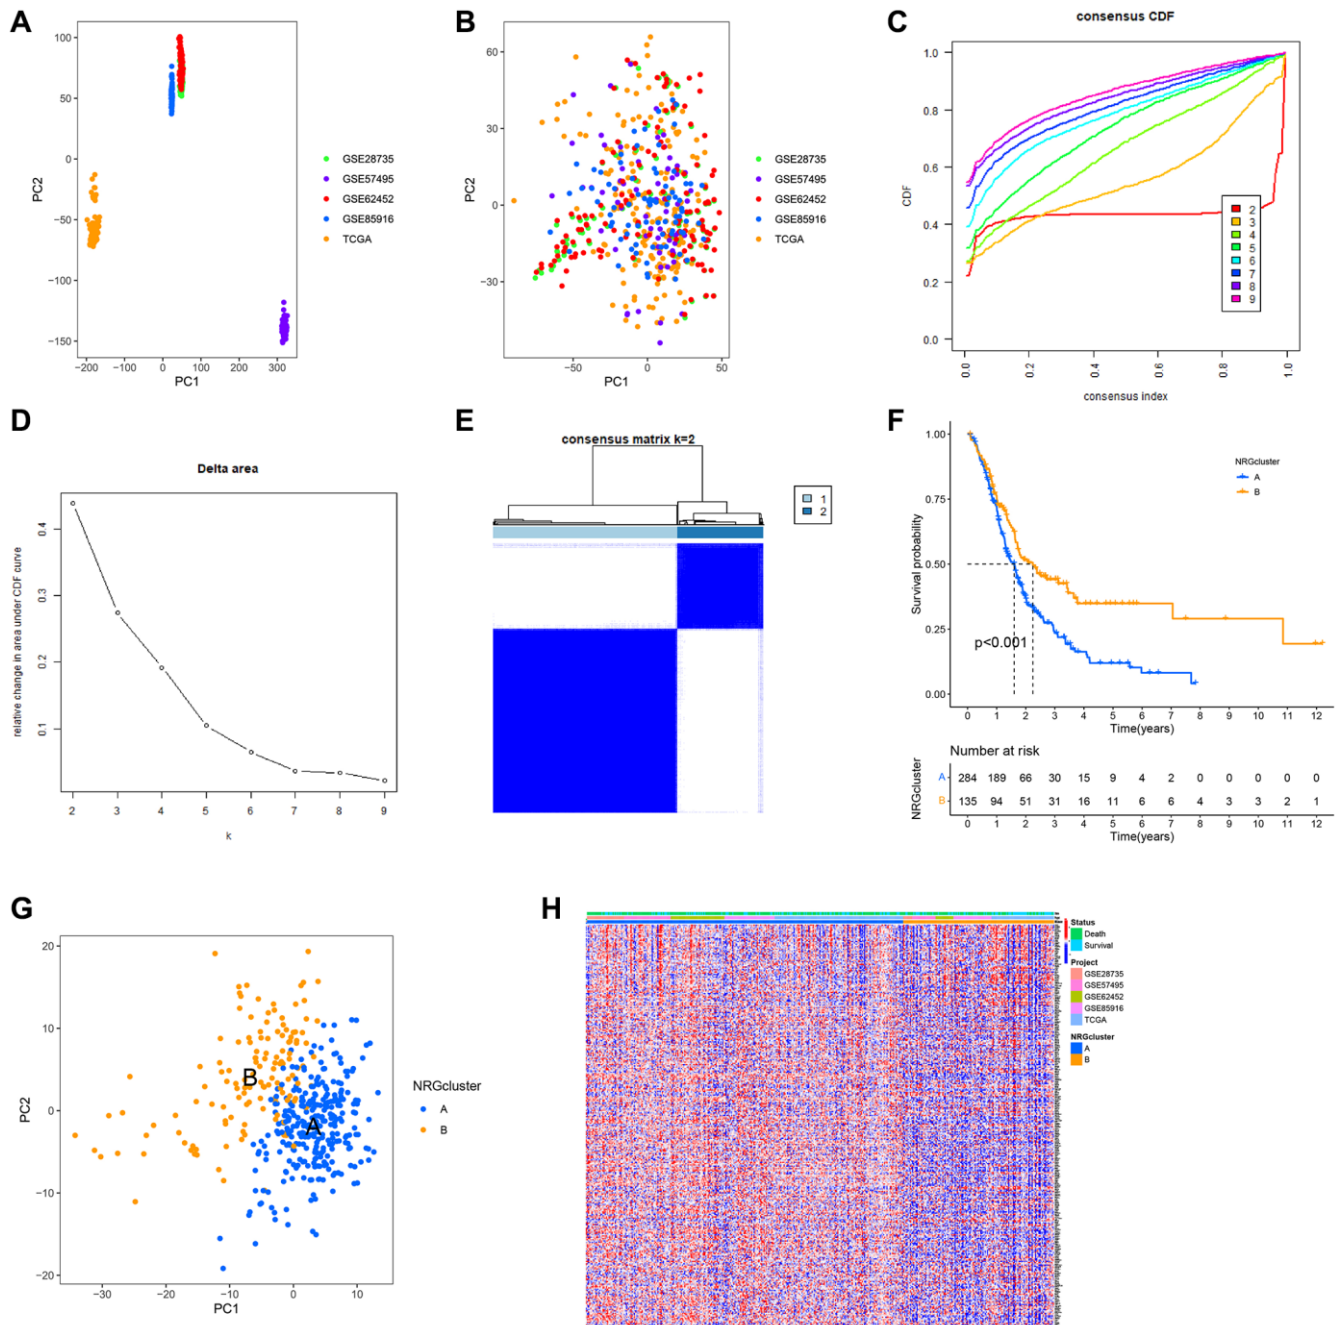 A
100
50
0
−50
−100
−150
PC2
−200 −100 0 100 200 300
PC1
GSE28735
GSE57495
GSE62452
GSE85916
TCGA
B
60
30
0
−30
PC2
−50 0 50
PC1
GSE28735
GSE57495
GSE62452
GSE85916
TCGA
C
consensus CDF
1.0
0.8
0.6
0.4
0.2
0.0
CDF
0.0 0.2 0.4 0.6 0.8 1.0
consensus index
2
3
4
5
6
7
8
9
D
Delta area
0.4
0.3
0.2
0.1
relative change in area under CDF curve
2 3 4 5 6 7 8 9
k
E
consensus matrix k=2
1
2
F
NRGcluster
A
B
1.00
0.75
0.50
0.25
0.00
Survival probability
p<0.001
0 1 2 3 4 5 6 7 8 9 10 11 12
Time(years)
Number at risk
NRGcluster
A 284 189 66 30 15 9 4 2 0 0 0 0 0
B 135 94 51 31 16 11 6 6 4 3 3 2 1
0 1 2 3 4 5 6 7 8 9 10 11 12
Time(years)
G
20
10
0
−10
−20
PC2
B
A
−30 −20 −10 0 10
PC1
NRGcluster
A
B
H
Status
Death
Survival
Project
GSE28735
GSE57495
GSE62452
GSE85916
TCGA
NRGcluster
A
B